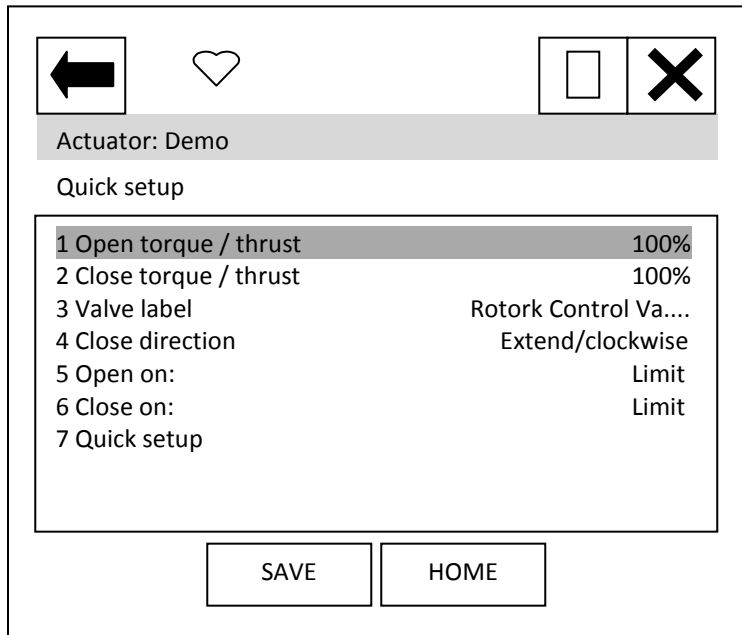 Actuator: Demo
Quick setup
1 Open torque / thrust 100%
2 Close torque / thrust 100%
3 Valve label Rotork Control Va....
4 Close direction Extend/clockwise
5 Open on: Limit
6 Close on: Limit
7 Quick setup
SAVE HOME